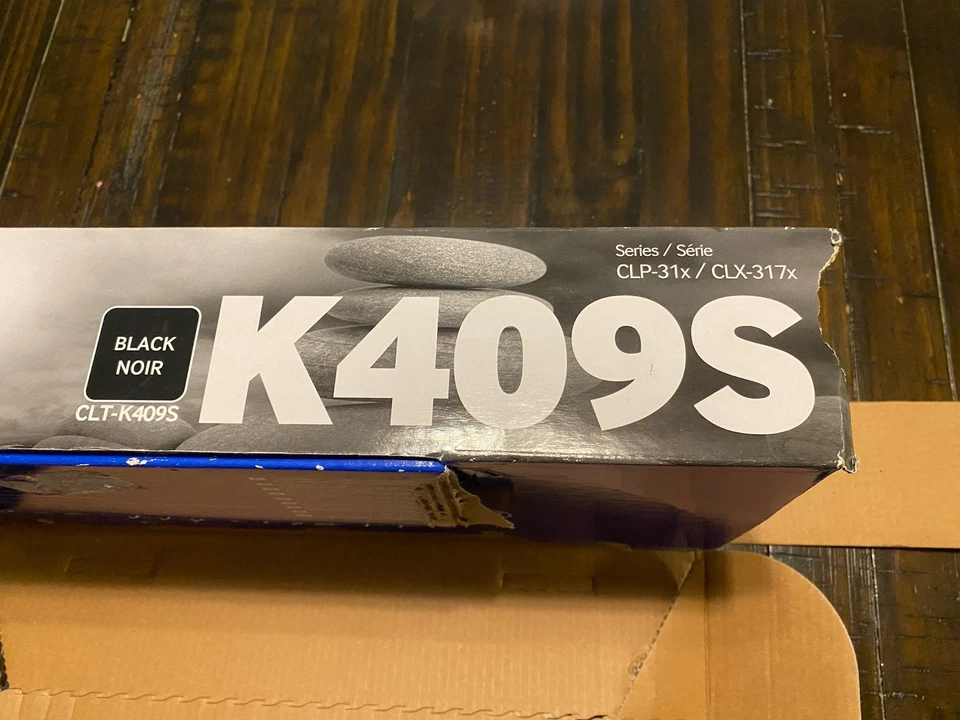 Series / Série
CLP-31x / CLX-317x
BLACK
NOIR
K409S
CLT-K409S